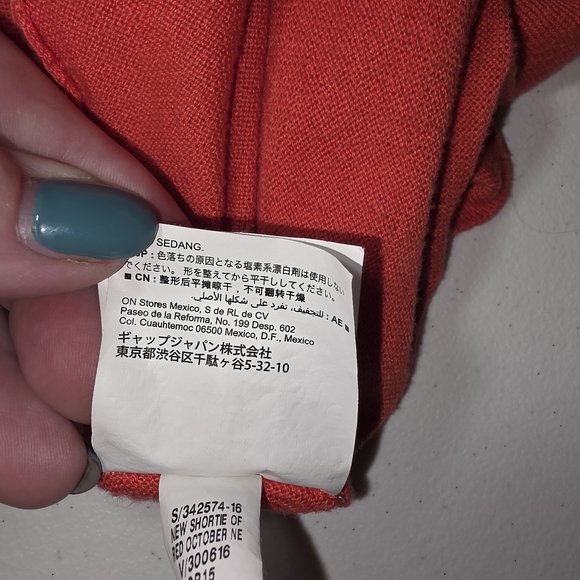 SEDANG.
P : 色落ちの原因となる塩素系漂白剤は使用しない
でください。 形を整えてから平干ししてください。
■ CN : 整形后平摊晾干，不可翻转干燥
■ AE : للتجفيف، تفرد على شكلها الأصلي.
ON Stores Mexico, S de RL de CV
Paseo de la Reforma, No. 199 Desp. 602
Col. Cuauhtemoc 06500 Mexico, D.F., Mexico
ギャップジャパン株式会社
東京都渋谷区千駄ヶ谷5-32-10
S/342574-16
NEW SHORTIE OF
RED OCTOBER NE
V/300616